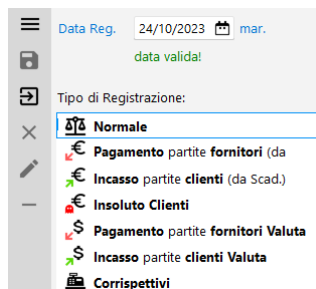 Data Reg. 24/10/2023 mar.
data valida!
Tipo di Registrazione:
Normale
Pagamento partite fornitori (da
Incasso partite clienti (da Scad.)
Insoluto Clienti
Pagamento partite fornitori Valuta
Incasso partite clienti Valuta
Corrispettivi